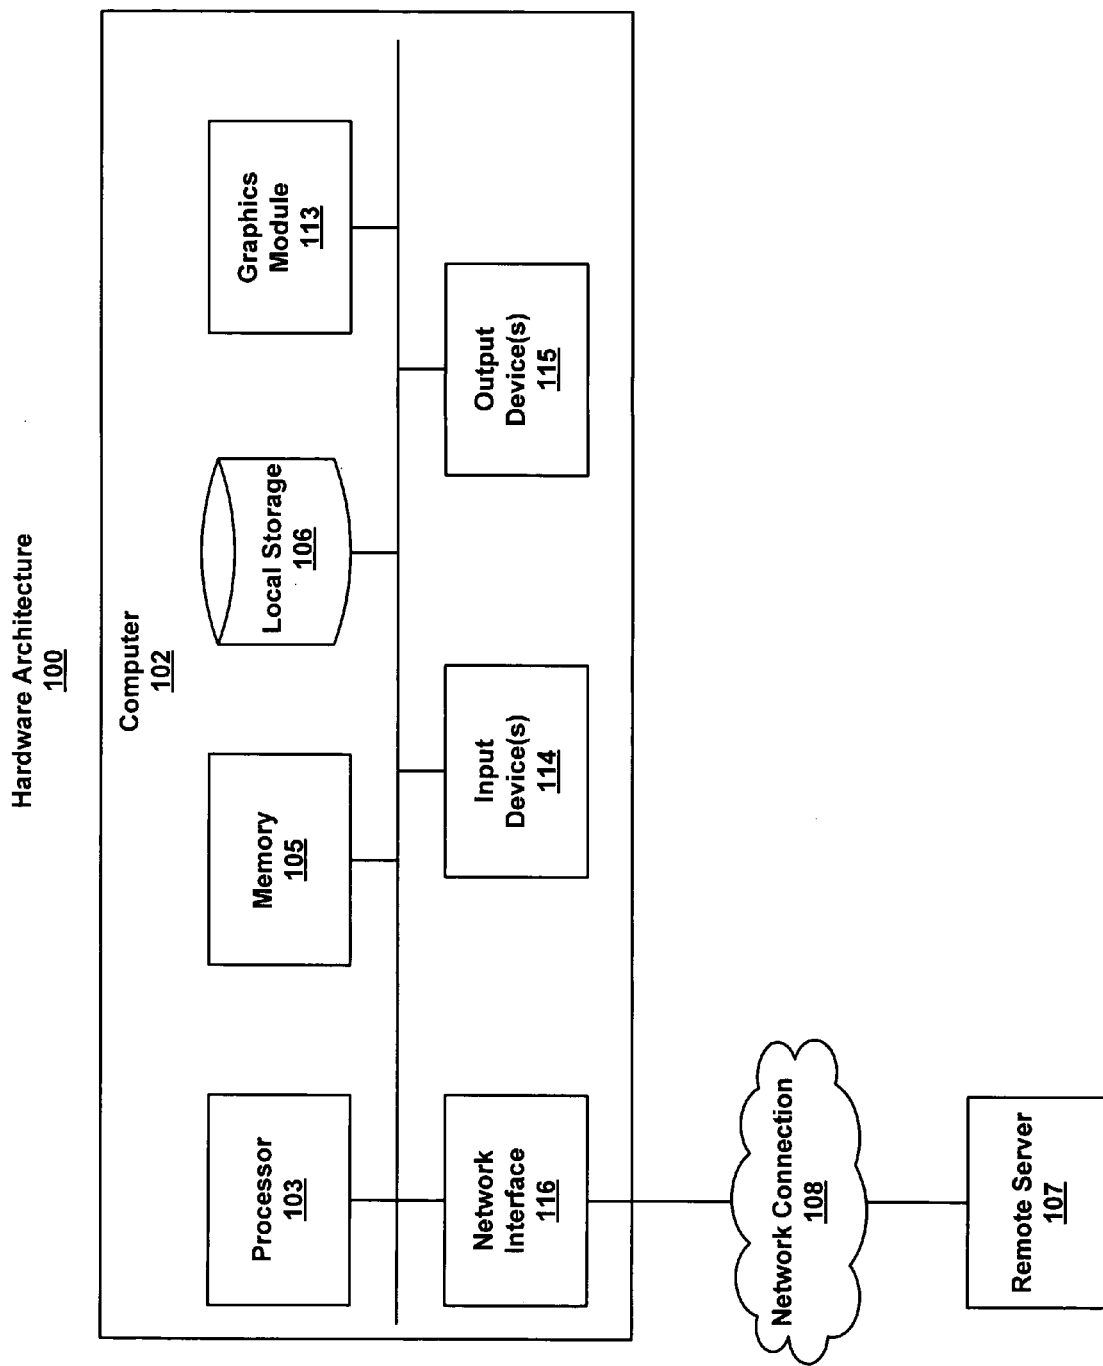 Hardware Architecture
100
Computer
102
Processor
103
Memory
105
Local Storage
106
Graphics
Module
113
Network
Interface
116
Input
Device(s)
114
Output
Device(s)
115
Network Connection
108
Remote Server
107